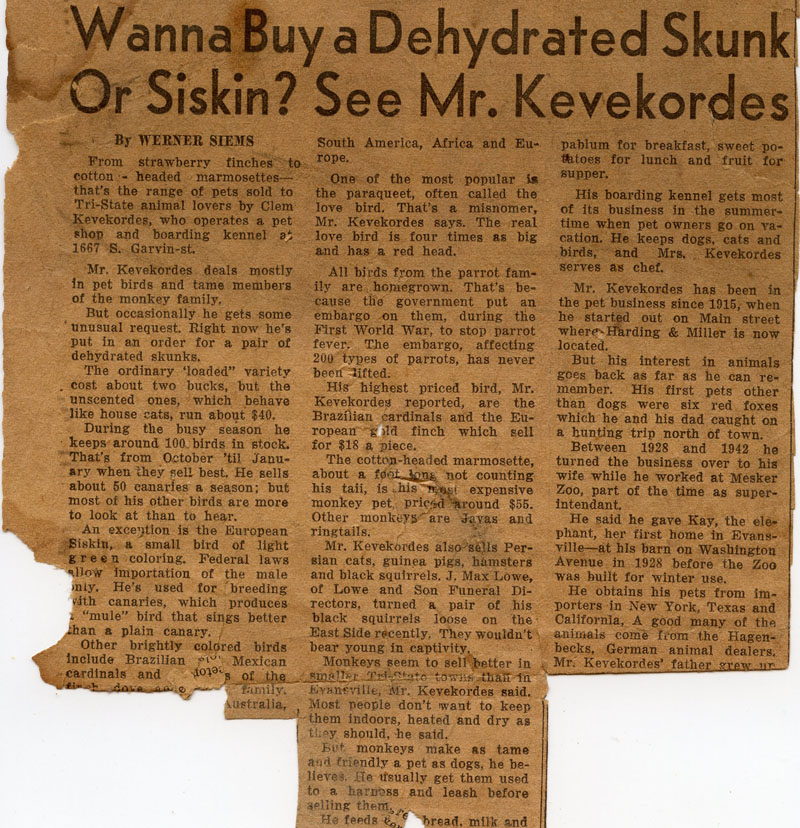 Wanna Buy a Dehydrated Skunk
Or Siskin? See Mr. Kevekordes
By WERNER SIEMS
From strawberry finches to
cotton - headed marmosettes—
that's the range of pets sold to
Tri-State animal lovers by Clem
Kevekordes, who operates a pet
shop and boarding kennel at
1667 S. Garvin-st.
Mr. Kevekordes deals mostly
in pet birds and tame members
of the monkey family.
But occasionally he gets some
unusual request. Right now he's
put in an order for a pair of
dehydrated skunks.
The ordinary 'loaded" variety
cost about two bucks, but the
unscented ones, which behave
like house cats, run about $40.
During the busy season he
keeps around 100 birds in stock.
That's from October 'til Janu-
ary when they sell best. He sells
about 50 canaries a season; but
most of his other birds are more
to look at than to hear.
An exception is the European
Siskin, a small bird of light
green coloring. Federal laws
allow importation of the male
only. He's used for breeding
with canaries, which produces
"mule" bird that sings better
than a plain canary.
Other brightly colored birds
include Brazilian Mexican
cardinals and of the
family.
Australia,
South America, Africa and Eu-
rope.
One of the most popular is
the paraqueet, often called the
love bird. That's a misnomer,
Mr. Kevekordes says. The real
love bird is four times as big
and has a red head.
All birds from the parrot fam-
ily are homegrown. That's be-
cause the government put an
embargo on them, during the
First World War, to stop parrot
fever. The embargo, affecting
200 types of parrots, has never
been lifted.
His highest priced bird, Mr.
Kevekordes reported, are the
Brazilian cardinals and the Eu-
ropean gold finch which sell
for $18 a piece.
The cotton-headed marmosette,
about a foot long not counting
his tail, is his most expensive
monkey pet, priced around $55.
Other monkeys are Javas and
ringtails.
Mr. Kevekordes also sells Per-
sian cats, guinea pigs, hamsters
and black squirrels. J. Max Lowe,
of Lowe and Son Funeral Di-
rectors, turned a pair of his
black squirrels loose on the
East Side recently. They wouldn't
bear young in captivity.
Monkeys seem to sell better in
smaller Tri-State towns than in
Evansville, Mr. Kevekordes said.
Most people don't want to keep
them indoors, heated and dry as
they should, he said.
But monkeys make as tame
and friendly a pet as dogs, he be-
lieves. He usually get them used
to a harness and leash before
selling them.
He feeds bread, milk and
pablum for breakfast, sweet po-
tatoes for lunch and fruit for
supper.
His boarding kennel gets most
of its business in the summer-
time when pet owners go on va-
cation. He keeps dogs, cats and
birds, and Mrs. Kevekordes
serves as chef.
Mr. Kevekordes has been in
the pet business since 1915, when
he started out on Main street
where Harding & Miller is now
located.
But his interest in animals
goes back as far as he can re-
member. His first pets other
than dogs were six red foxes
which he and his dad caught on
a hunting trip north of town.
Between 1928 and 1942 he
turned the business over to his
wife while he worked at Mesker
Zoo, part of the time as super-
intendant.
He said he gave Kay, the ele-
phant, her first home in Evans-
ville—at his barn on Washington
Avenue in 1928 before the Zoo
was built for winter use.
He obtains his pets from im-
porters in New York, Texas and
California, A good many of the
animals come from the Hagen-
becks, German animal dealers.
Mr. Kevekordes' father grew up